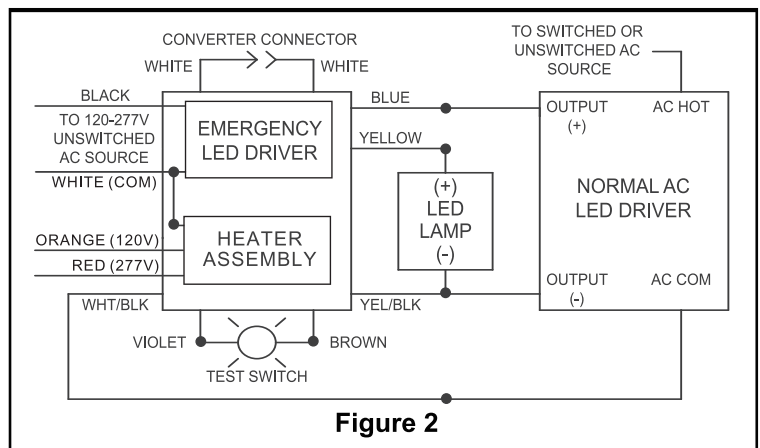 CONVERTER CONNECTOR
WHITE
WHITE
TO SWITCHED OR
UNSWITCHED AC
SOURCE
BLACK
TO 120-277V
UNSWITCHED
AC SOURCE
WHITE (COM)
EMERGENCY
LED DRIVER
BLUE
YELLOW
OUTPUT
(+)
AC HOT
(+)
LED
LAMP
(-)
NORMAL AC
LED DRIVER
ORANGE (120V)
RED (277V)
HEATER
ASSEMBLY
WHT/BLK
YEL/BLK
OUTPUT
(-)
AC COM
VIOLET
BROWN
TEST SWITCH
Figure 2